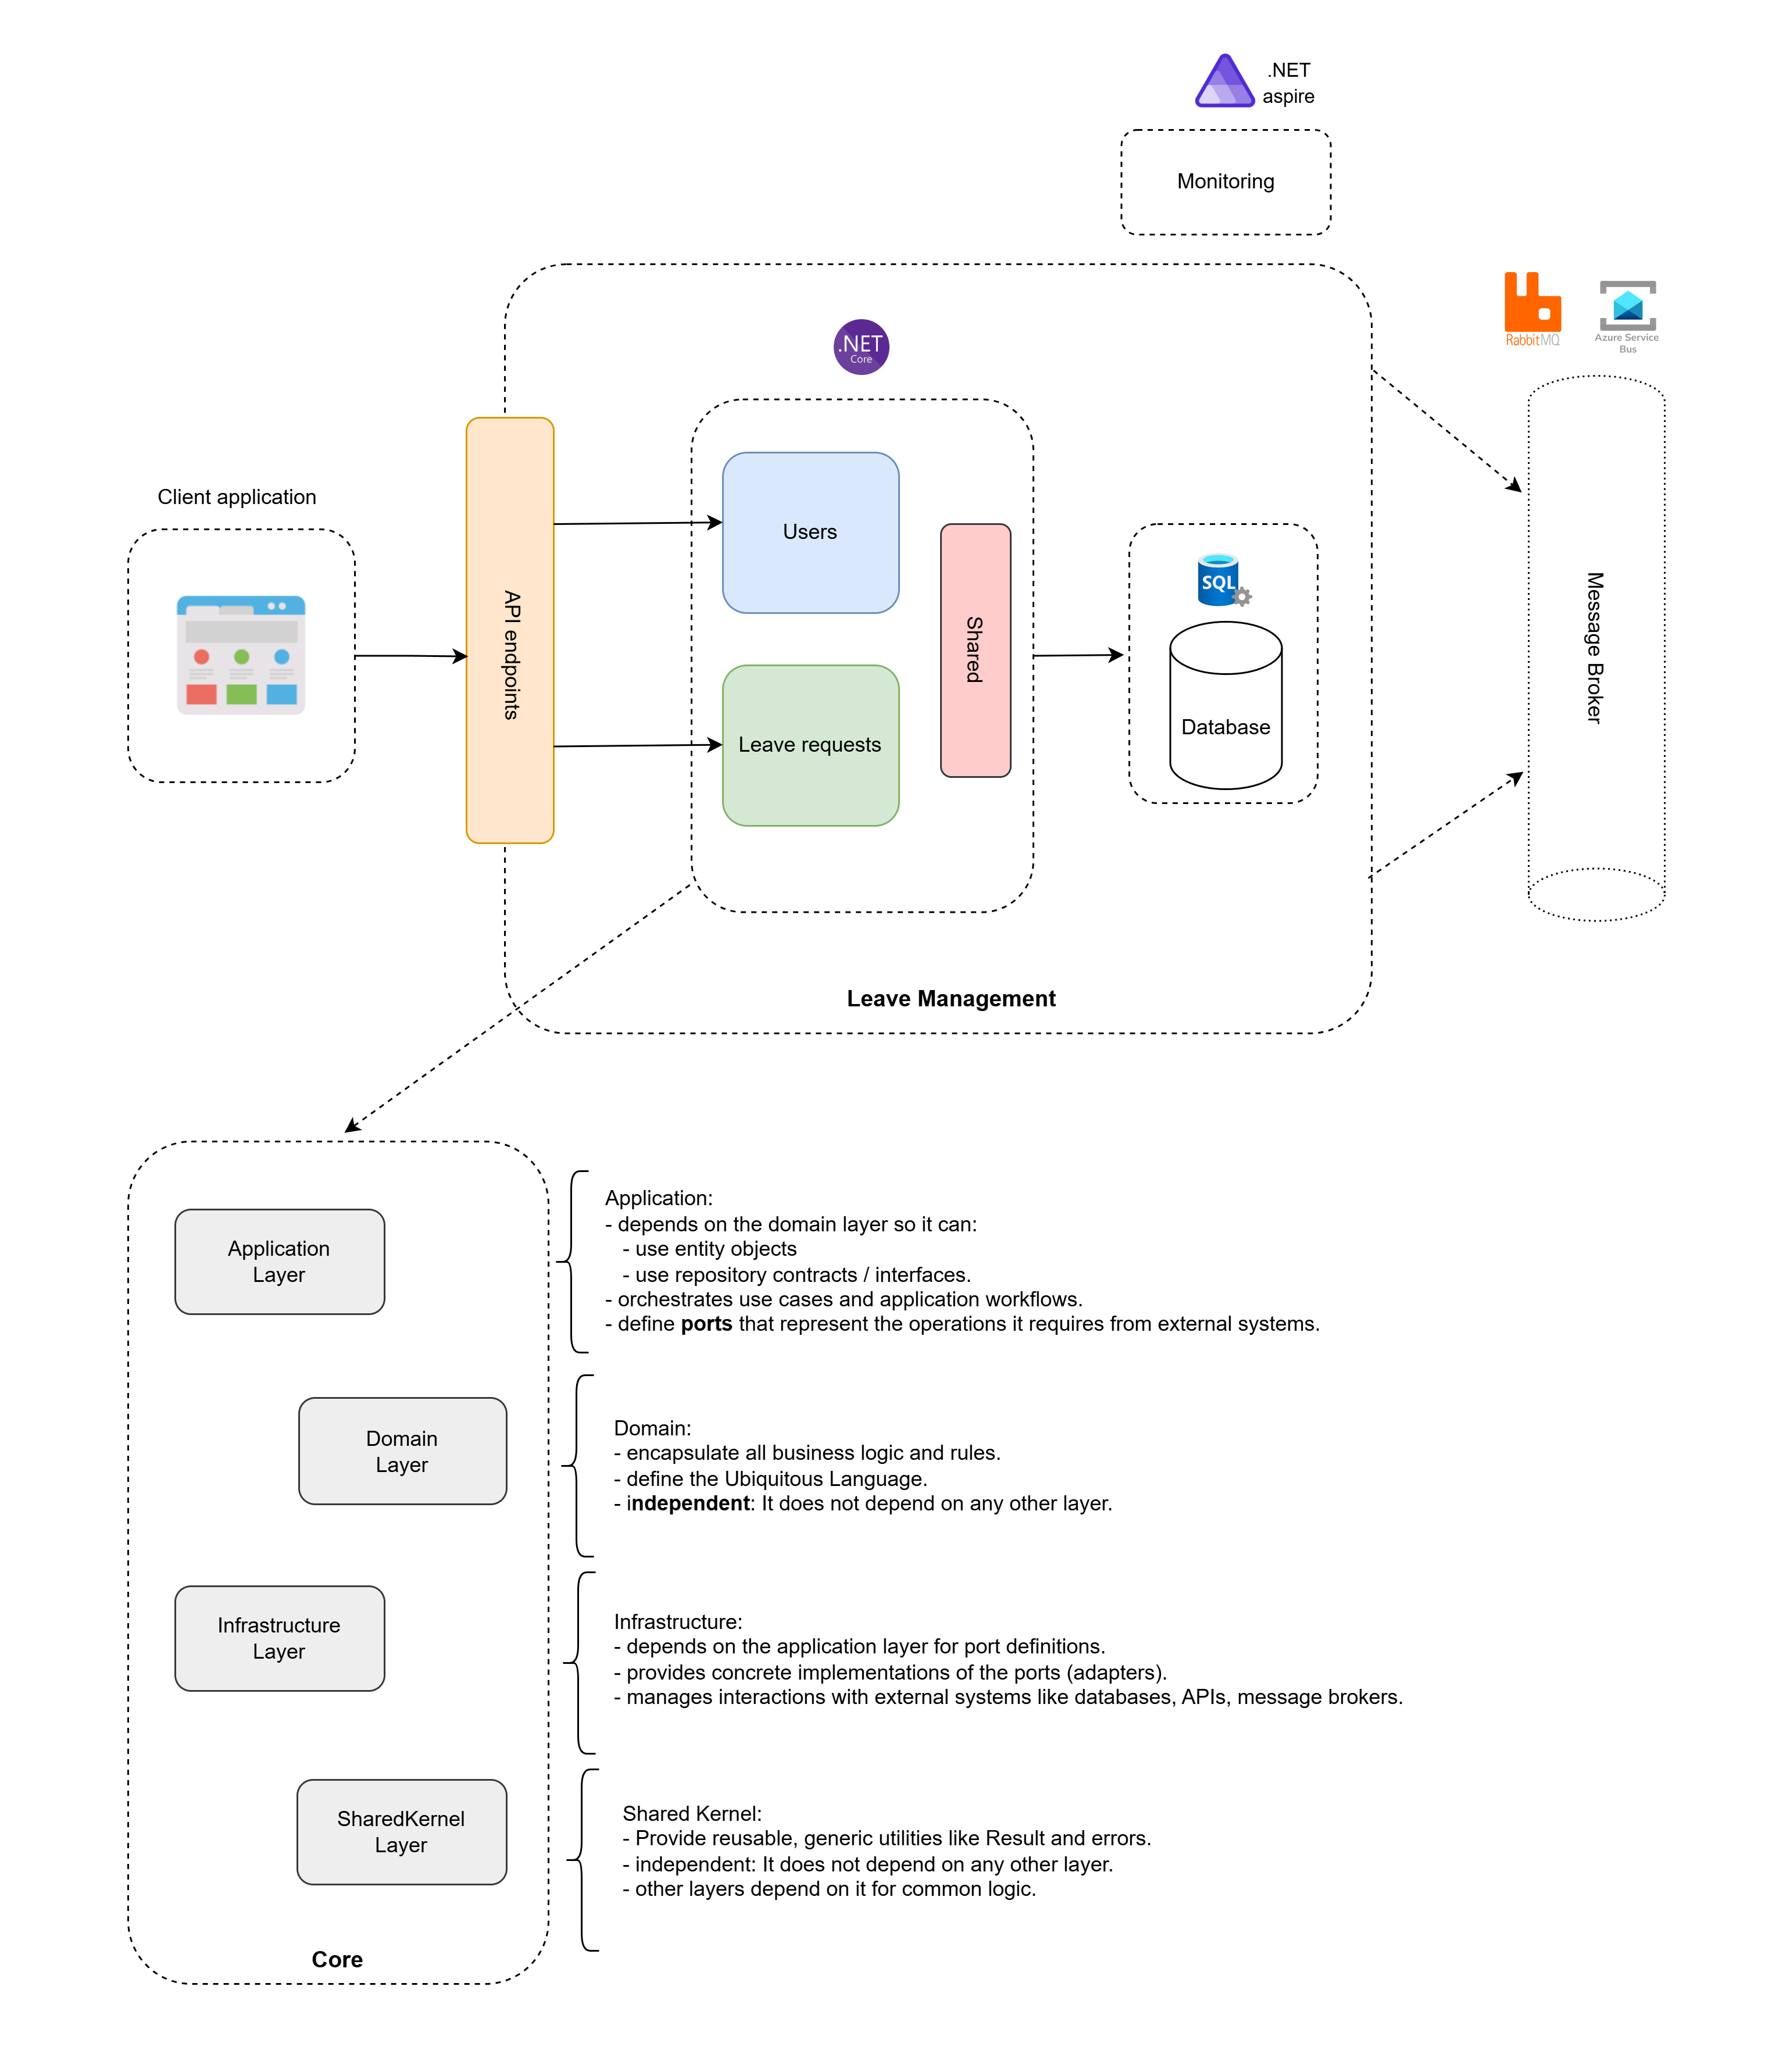 .NET
aspire
Monitoring
RabbitMQ
Azure Service
Bus
.NET
Core
Client application
API endpoints
Users
Leave requests
Shared
SQL
Database
Message Broker
Leave Management
Application
Layer
Application:
- depends on the domain layer so it can:
- use entity objects
- use repository contracts / interfaces.
- orchestrates use cases and application workflows.
- define ports that represent the operations it requires from external systems.
Domain
Layer
Domain:
- encapsulate all business logic and rules.
- define the Ubiquitous Language.
- independent: It does not depend on any other layer.
Infrastructure
Layer
Infrastructure:
- depends on the application layer for port definitions.
- provides concrete implementations of the ports (adapters).
- manages interactions with external systems like databases, APIs, message brokers.
SharedKernel
Layer
Shared Kernel:
- Provide reusable, generic utilities like Result and errors.
- independent: It does not depend on any other layer.
- other layers depend on it for common logic.
Core